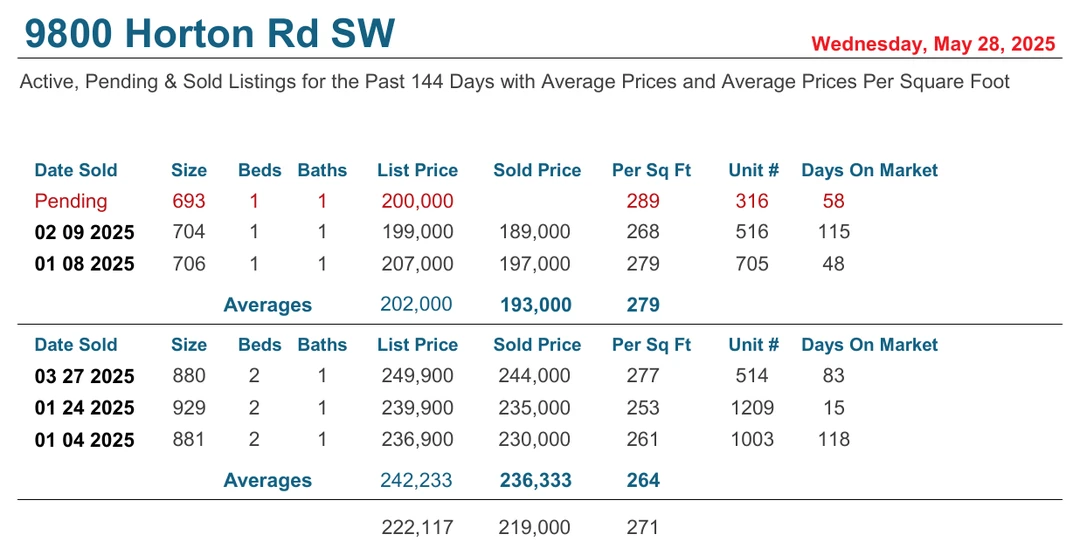 9800 Horton Rd SW
Wednesday, May 28, 2025
Active, Pending & Sold Listings for the Past 144 Days with Average Prices and Average Prices Per Square Foot
Date Sold Size Beds Baths List Price Sold Price Per Sq Ft Unit # Days On Market
Pending 693 1 1 200,000 289 316 58
02 09 2025 704 1 1 199,000 189,000 268 516 115
01 08 2025 706 1 1 207,000 197,000 279 705 48
Averages 202,000 193,000 279
Date Sold Size Beds Baths List Price Sold Price Per Sq Ft Unit # Days On Market
03 27 2025 880 2 1 249,900 244,000 277 514 83
01 24 2025 929 2 1 239,900 235,000 253 1209 15
01 04 2025 881 2 1 236,900 230,000 261 1003 118
Averages 242,233 236,333 264
222,117 219,000 271